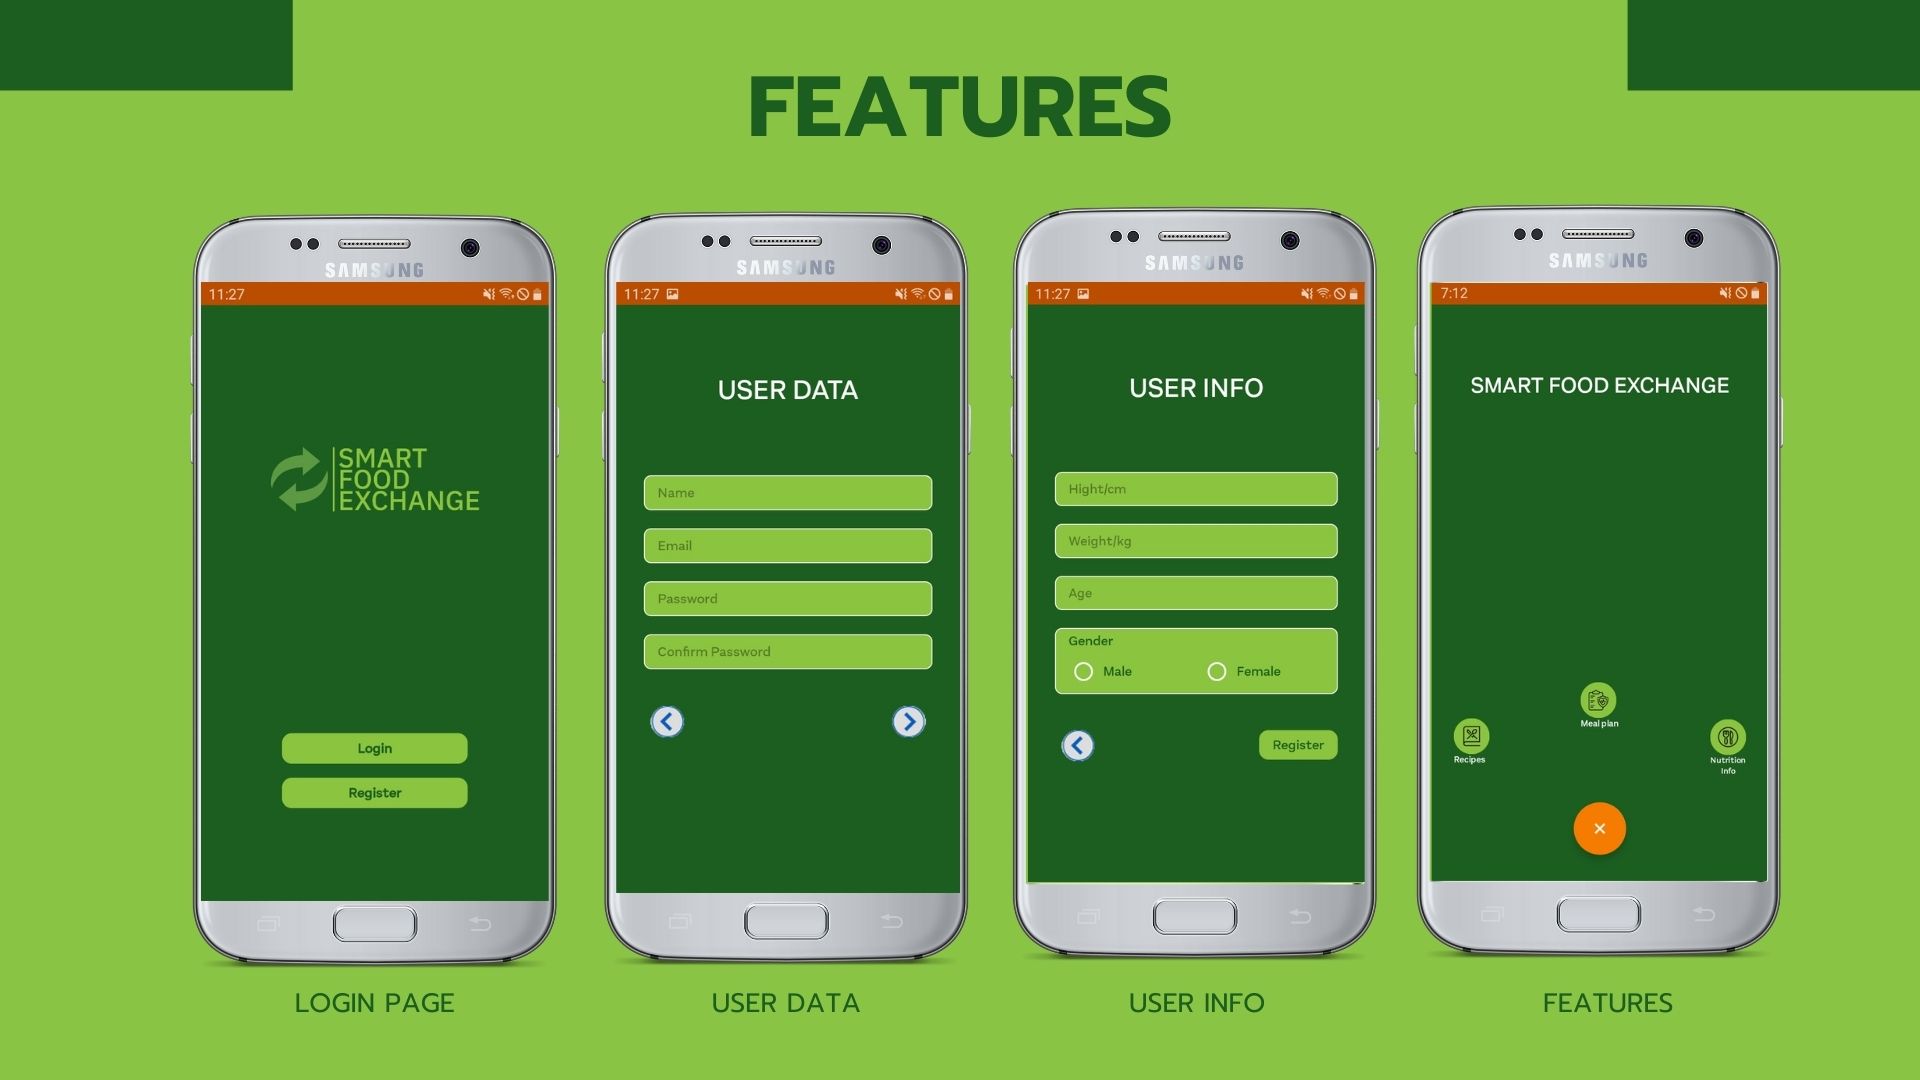 FEATURES
SAMSUNG
11:27
SMART
FOOD
EXCHANGE
Login
Register
LOGIN PAGE
SAMSUNG
11:27
USER DATA
Name
Email
Password
Confirm Password
USER DATA
SAMSUNG
11:27
USER INFO
Hight/cm
Weight/kg
Age
Gender
Male Female
Register
USER INFO
SAMSUNG
7:12
SMART FOOD EXCHANGE
Meal plan
Recipes
Nutrition
Info
FEATURES